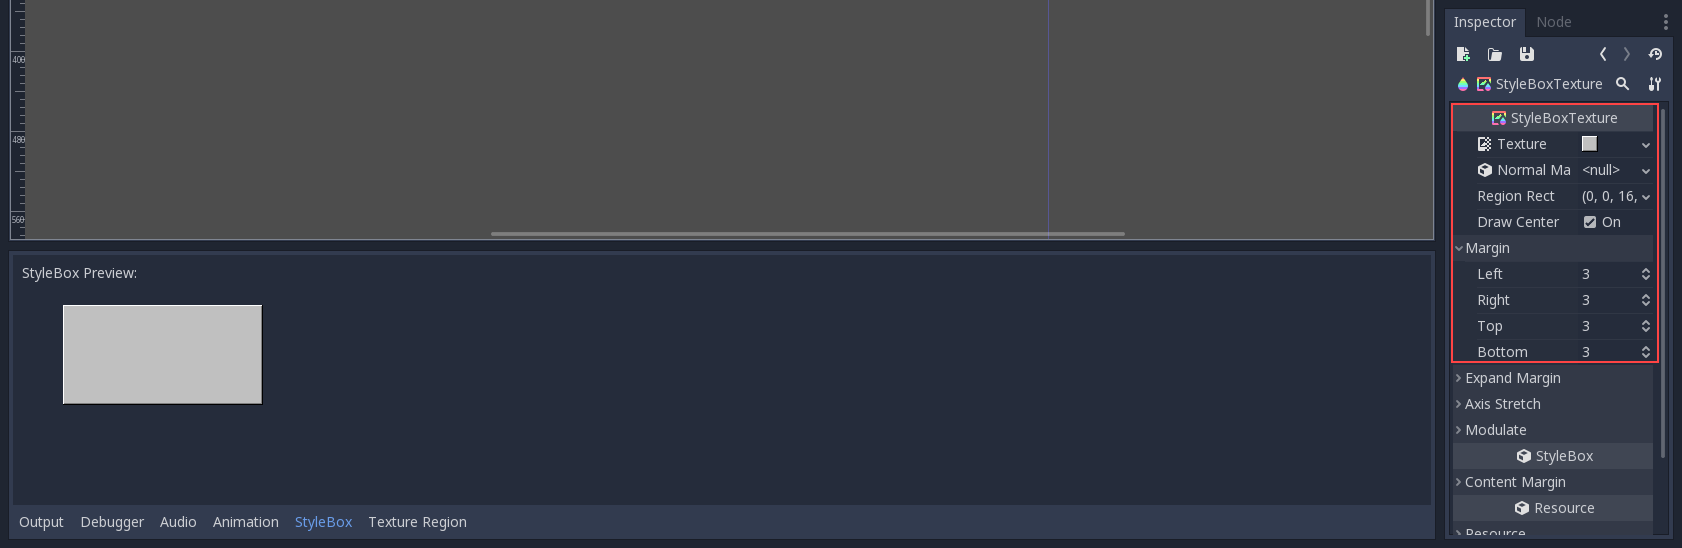 400
480
560
StyleBox Preview:
Output Debugger Audio Animation StyleBox Texture Region
Inspector Node
StyleBoxTexture
StyleBoxTexture
Texture
Normal Ma <null>
Region Rect (0, 0, 16,
Draw Center On
Margin
Left 3
Right 3
Top 3
Bottom 3
Expand Margin
Axis Stretch
Modulate
StyleBox
Content Margin
Resource
Resource